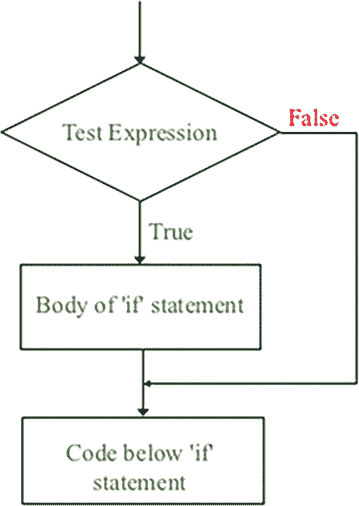 Test Expression
False
True
Body of 'if' statement
Code below 'if'
statement